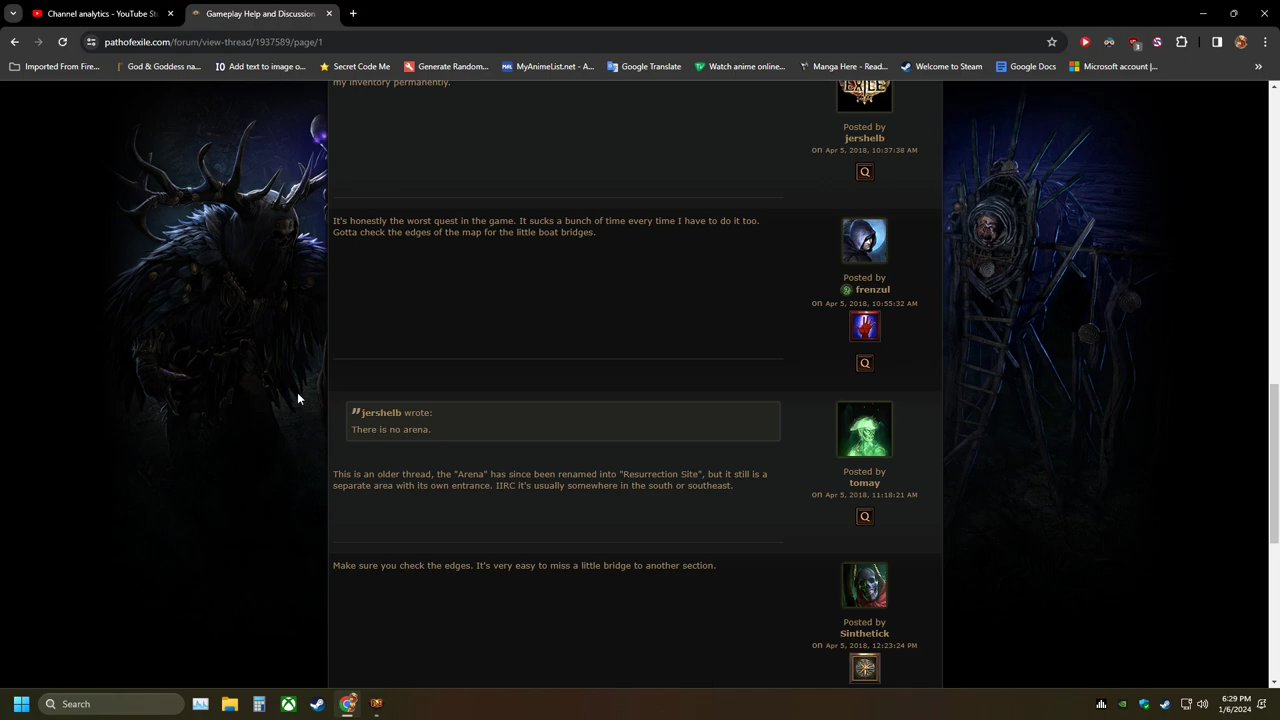 Channel analytics - YouTube St
Gameplay Help and Discussion
pathofexile.com/forum/view-thread/1937589/page/1
3
Imported From Fire...
God & Goddess na...
Add text to image o...
Secret Code Me
Generate Random...
MyAnimeList.net - A...
Google Translate
Watch anime online...
Manga Here - Read...
Welcome to Steam
Google Docs
Microsoft account |...
my inventory permanently.
EXILE
Posted by
jershelb
on Apr 5, 2018, 10:37:38 AM
Q
It's honestly the worst quest in the game. It sucks a bunch of time every time I have to do it too.
Gotta check the edges of the map for the little boat bridges.
Posted by
frenzul
on Apr 5, 2018, 10:55:32 AM
Q
" jershelb wrote:
There is no arena.
This is an older thread, the "Arena" has since been renamed into "Resurrection Site", but it still is a
separate area with its own entrance. IIRC it's usually somewhere in the south or southeast.
Posted by
tomay
on Apr 5, 2018, 11:18:21 AM
Q
Make sure you check the edges. It's very easy to miss a little bridge to another section.
Posted by
Sinthetick
on Apr 5, 2018, 12:23:24 PM
Search
6:29 PM
1/6/2024